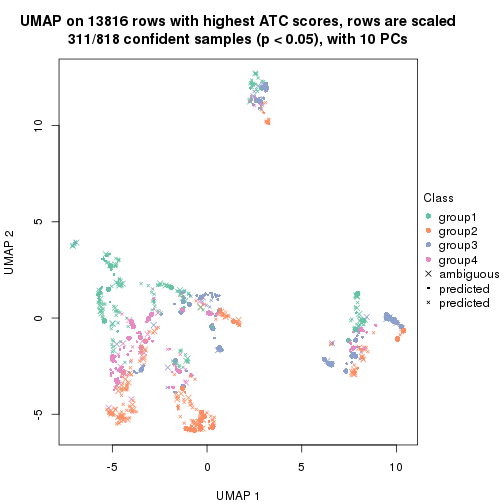 UMAP on 13816 rows with highest ATC scores, rows are scaled
311/818 confident samples (p < 0.05), with 10 PCs
10
5
0
-5
UMAP 2
-5
0
5
10
UMAP 1
Class
group1
group2
group3
group4
ambiguous
predicted
predicted